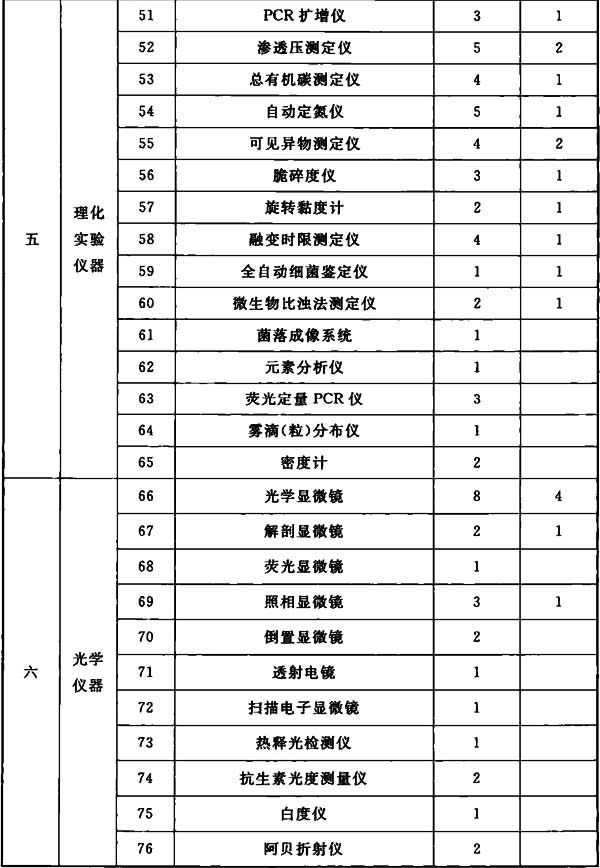 五 理化实验仪器 51 PCR 扩增仪 3 1
52 渗透压测定仪 5 2
53 总有机碳测定仪 4 1
54 自动定氮仪 5 1
55 可见异物测定仪 4 2
56 脆碎度仪 3 1
57 旋转黏度计 2 1
58 融变时限测定仪 4 1
59 全自动细菌鉴定仪 1 1
60 微生物比浊法测定仪 2 1
61 菌落成像系统 1
62 元素分析仪 1
63 荧光定量 PCR 仪 3
64 雾滴(粒)分布仪 1
65 密度计 2
六 光学仪器 66 光学显微镜 8 4
67 解剖显微镜 2 1
68 荧光显微镜 1
69 照相显微镜 3 1
70 倒置显微镜 2
71 透射电镜 1
72 扫描电子显微镜 1
73 热释光检测仪 1
74 抗生素光度测量仪 2
75 白度仪 1
76 阿贝折射仪 2